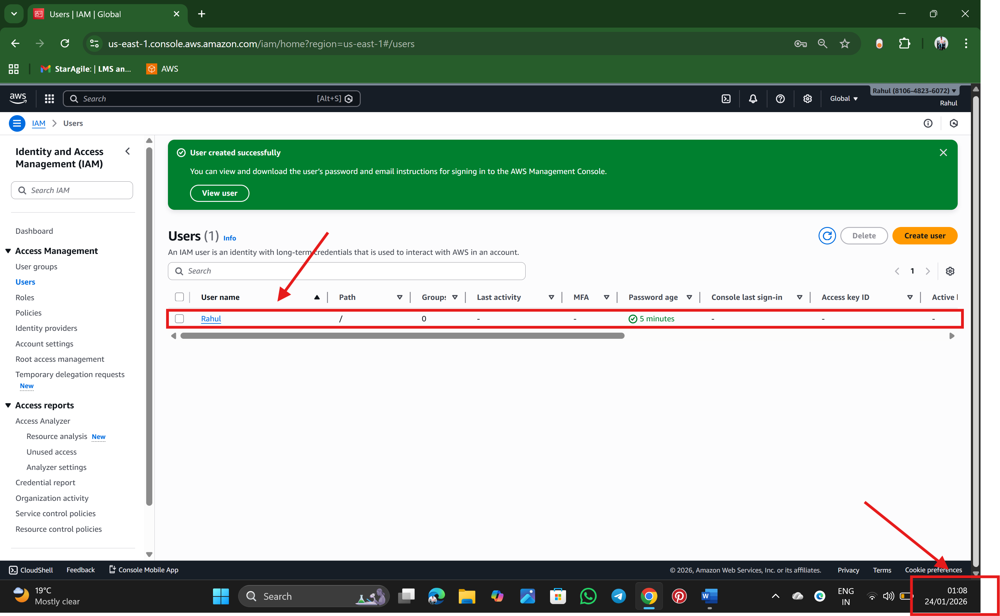 Users | IAM | Global
us-east-1.console.aws.amazon.com/iam/home?region=us-east-1#/users
StarAgile: | LMS an...
AWS
aws
Search
[Alt+S]
Global
Rahul (8106-4823-6072)
Rahul
IAM
Users
Identity and Access
Management (IAM)
Search IAM
Dashboard
Access Management
User groups
Users
Roles
Policies
Identity providers
Account settings
Root access management
Temporary delegation requests
New
Access reports
Access Analyzer
Resource analysis New
Unused access
Analyzer settings
Credential report
Organization activity
Service control policies
Resource control policies
User created successfully
You can view and download the user's password and email instructions for signing in to the AWS Management Console.
View user
Users (1) Info
Delete
Create user
An IAM user is an identity with long-term credentials that is used to interact with AWS in an account.
Search
1
User name Path Groups Last activity MFA Password age Console last sign-in Access key ID Active
Rahul / 0 - - 5 minutes - - -
CloudShell Feedback Console Mobile App
© 2026, Amazon Web Services, Inc. or its affiliates. Privacy Terms Cookie preferences
19°C
Mostly clear
Search
W
ENG
IN
01:08
24/01/2026